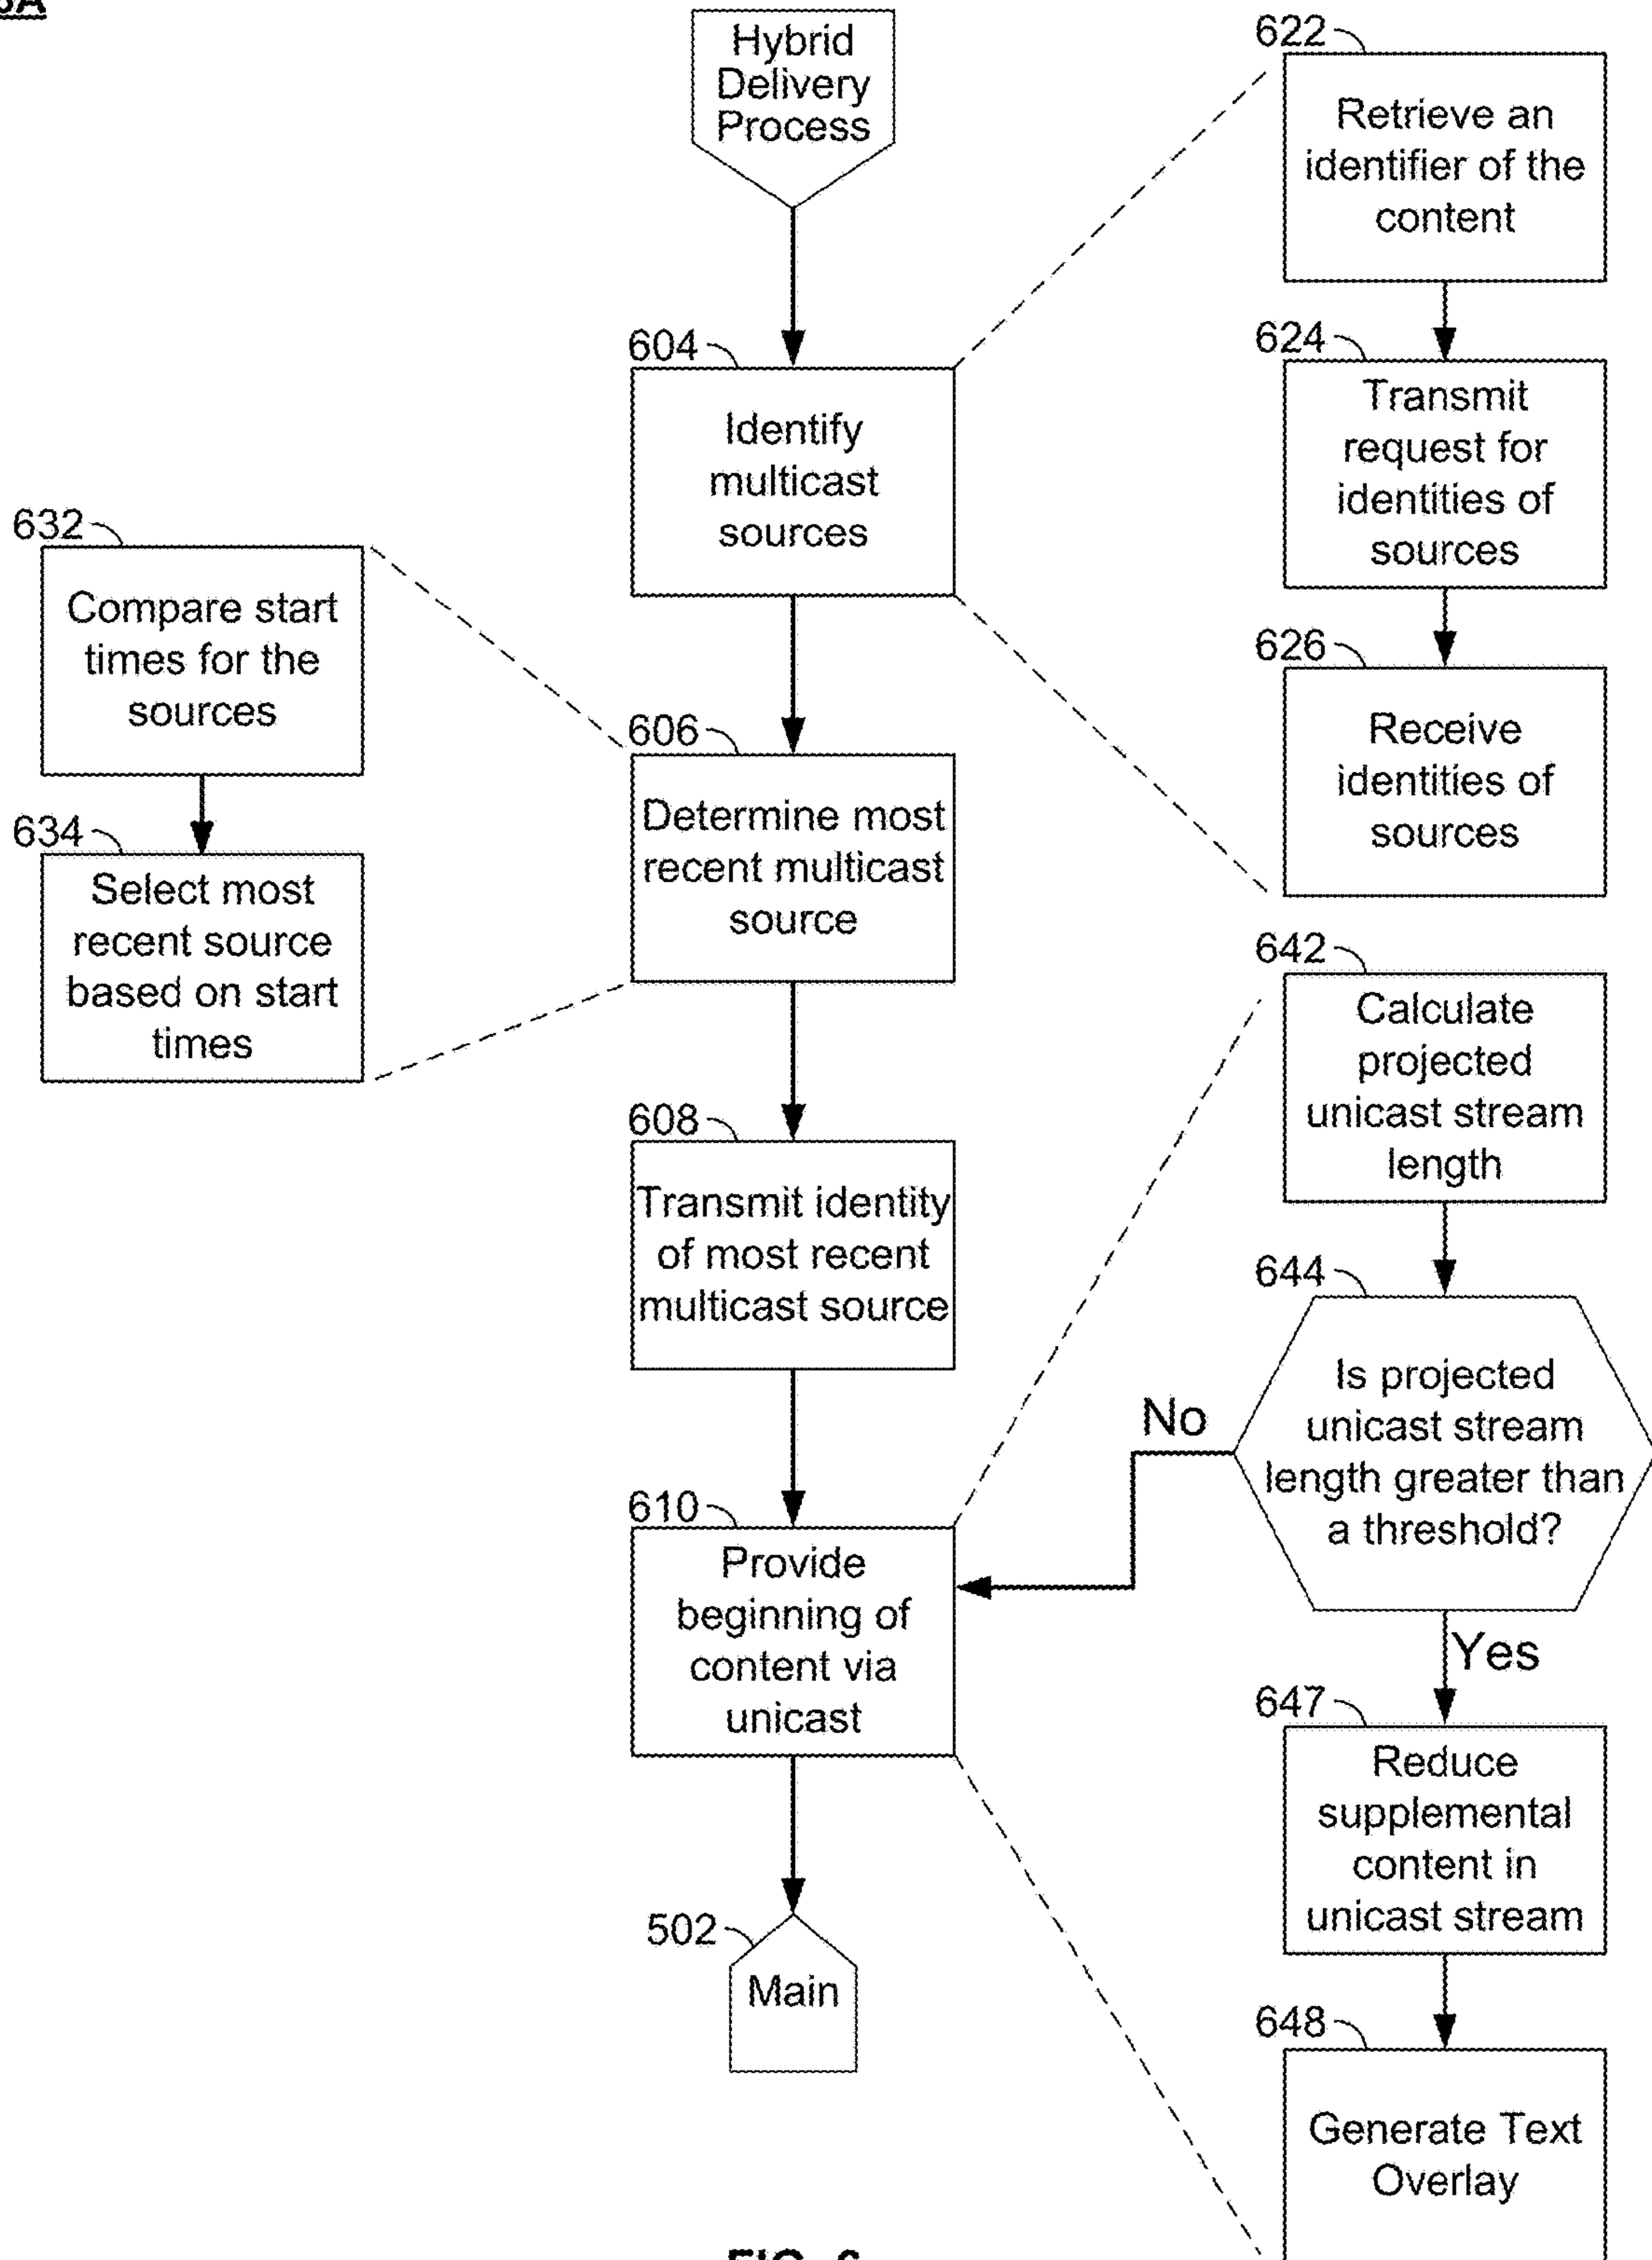 Hybrid
Delivery
Process
604
Identify
multicast
sources
606
Determine most
recent multicast
source
608
Transmit identity
of most recent
multicast source
610
Provide
beginning of
content via
unicast
502
Main
632
Compare start
times for the
sources
634
Select most
recent source
based on start
times
622
Retrieve an
identifier of the
content
624
Transmit
request for
identities of
sources
626
Receive
identities of
sources
642
Calculate
projected
unicast stream
length
644
Is projected
unicast stream
length greater than
a threshold?
No
Yes
647
Reduce
supplemental
content in
unicast stream
648
Generate Text
Overlay